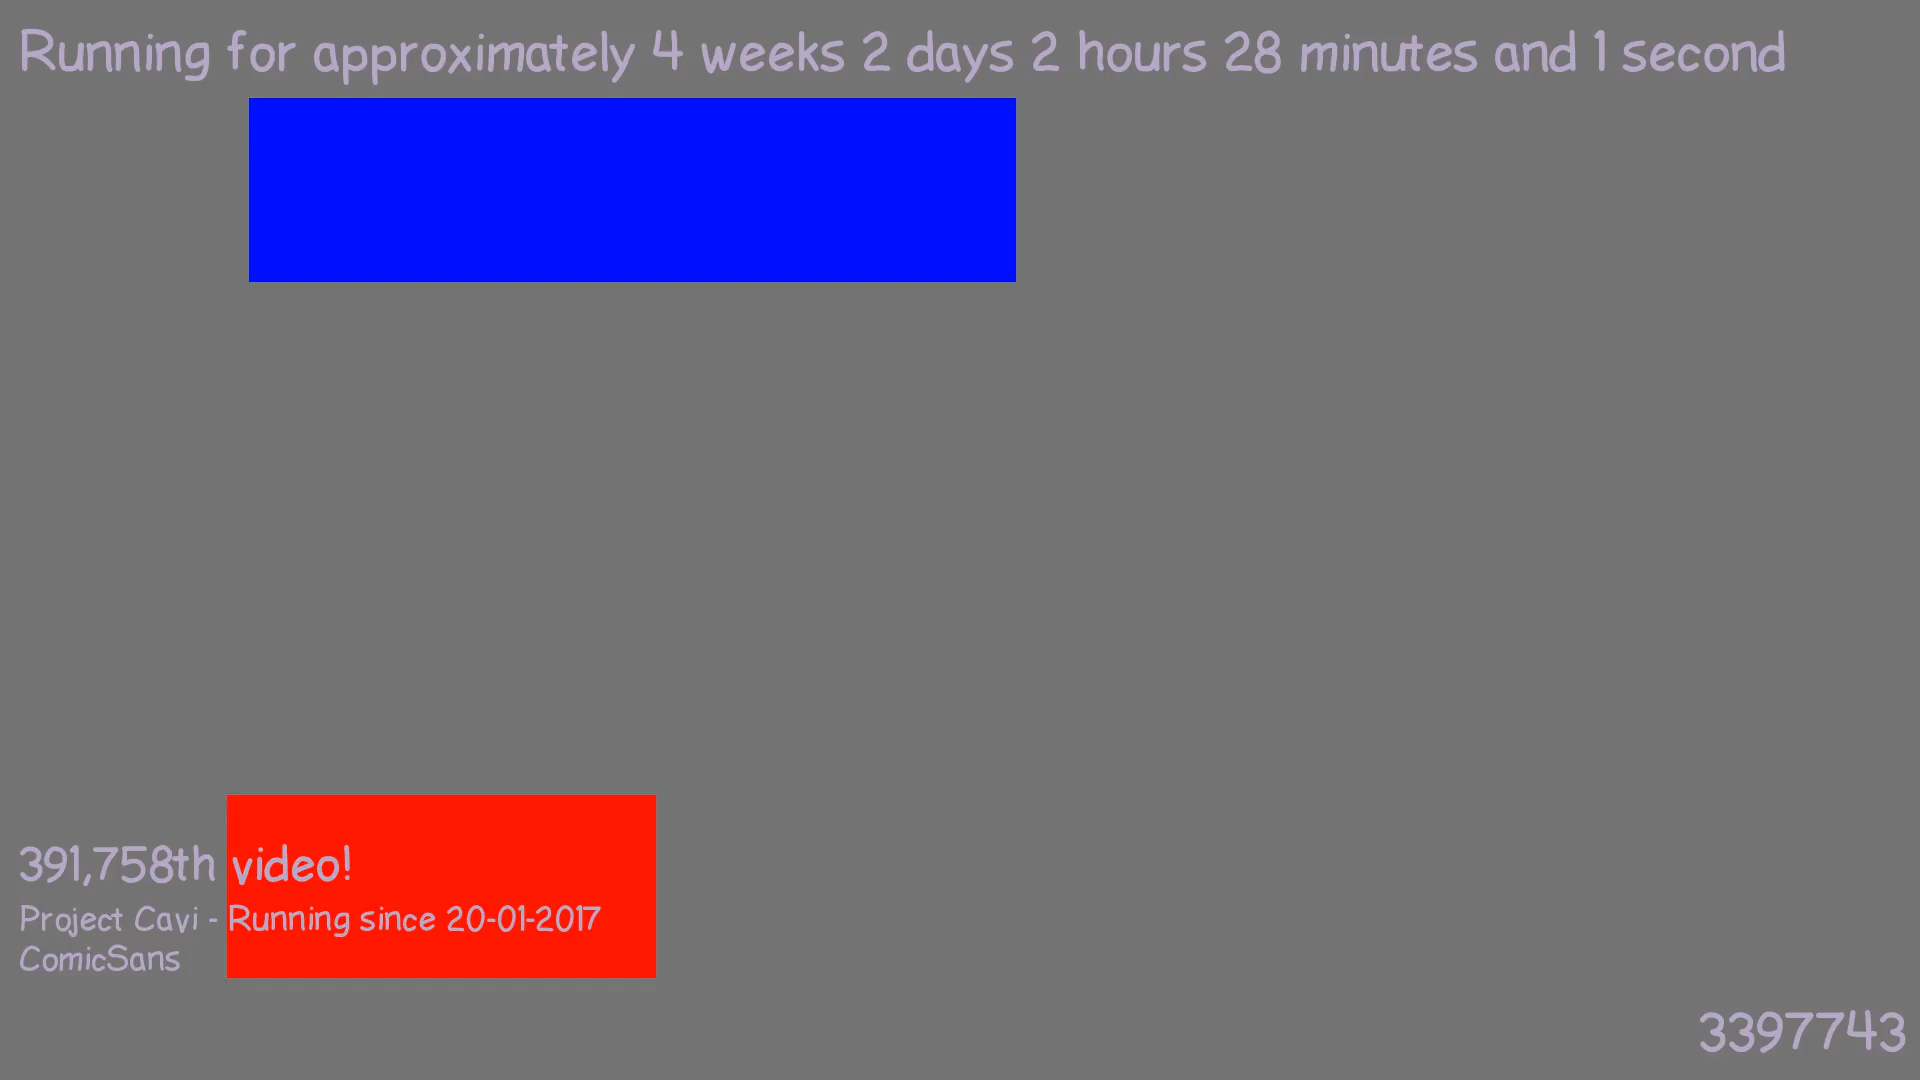 Running for approximately 4 weeks 2 days 2 hours 28 minutes and 1 second
391,758th video!
Project Cavi - Running since 20-01-2017
ComicSans
3397743